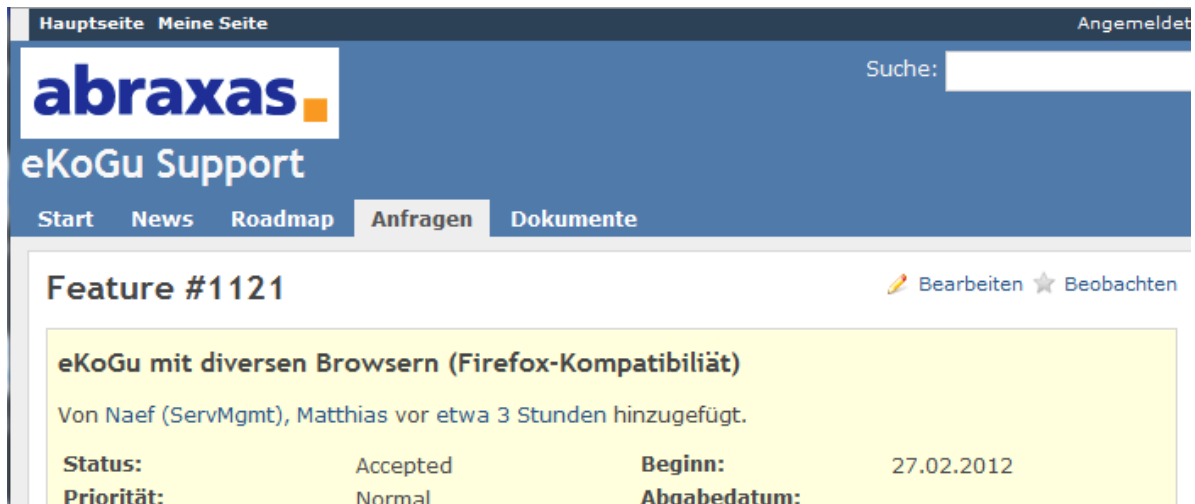 Hauptseite Meine Seite Angemeldet
abraxas
Suche:
eKoGu Support
Start News Roadmap Anfragen Dokumente
Feature #1121 Bearbeiten Beobachten
eKoGu mit diversen Browsern (Firefox-Kompatibiliät)
Von Naef (ServMgmt), Matthias vor etwa 3 Stunden hinzugefügt.
Status: Accepted Beginn: 27.02.2012
Priorität: Normal Abgabedatum: